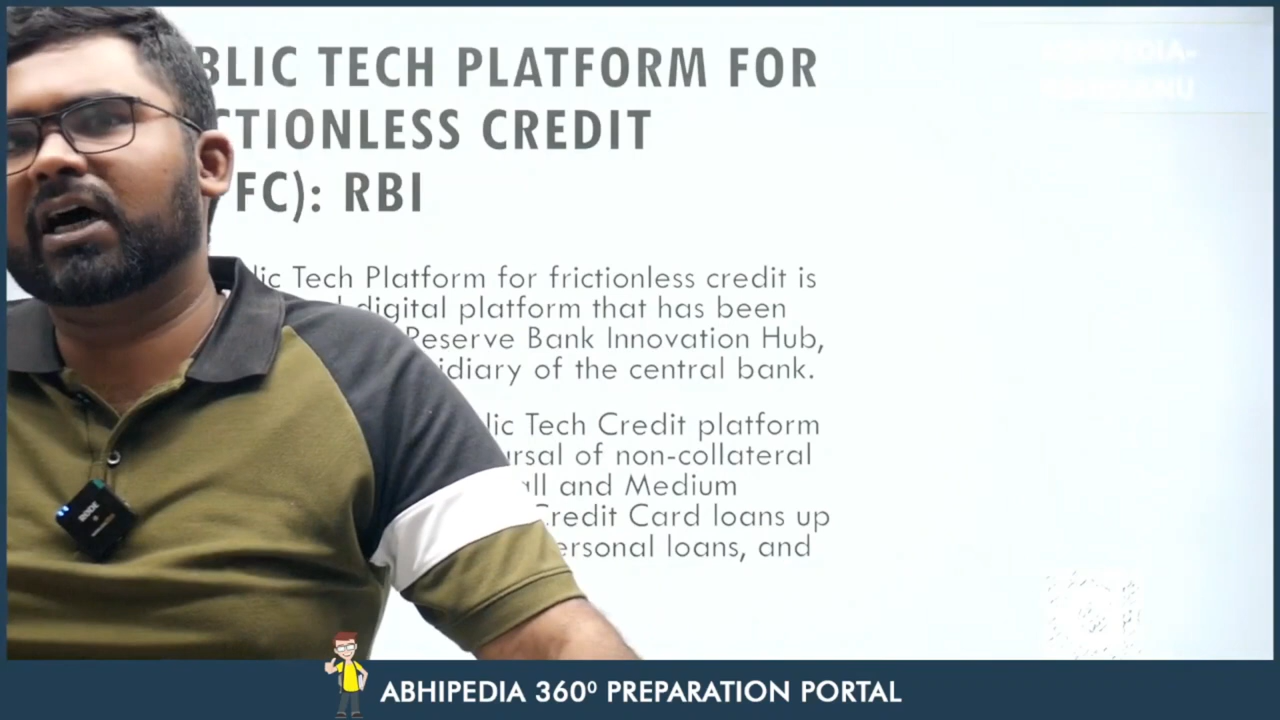 BLIC TECH PLATFORM FOR
CTIONLESS CREDIT
FC): RBI
lic Tech Platform for frictionless credit is
digital platform that has been
Reserve Bank Innovation Hub,
idiary of the central bank.
lic Tech Credit platform
ursal of non-collateral
all and Medium
Credit Card loans up
ersonal loans, and
ABHIPEDIA 360⁰ PREPARATION PORTAL